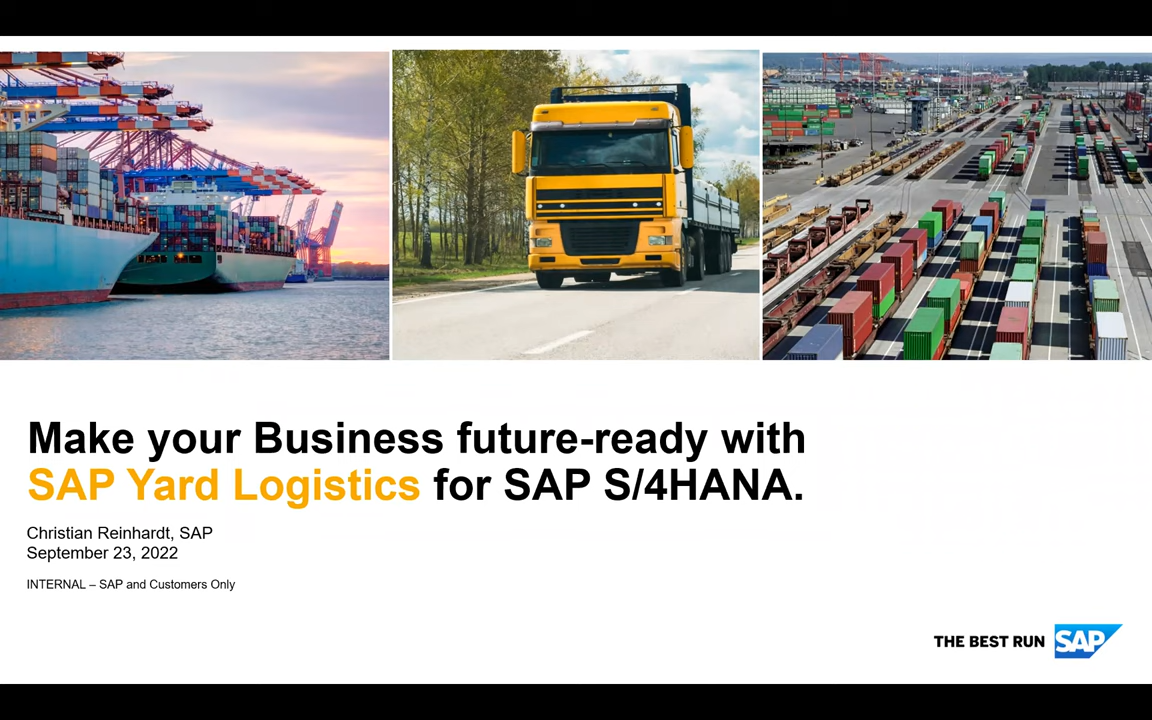 Make your Business future-ready with
SAP Yard Logistics for SAP S/4HANA.
Christian Reinhardt, SAP
September 23, 2022
INTERNAL – SAP and Customers Only
THE BEST RUN SAP